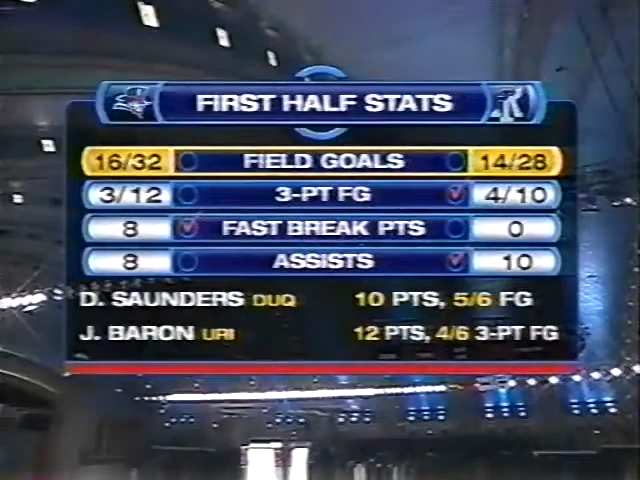 FIRST HALF STATS
16/32 FIELD GOALS 14/28
3/12 3-PT FG 4/10
8 FAST BREAK PTS 0
8 ASSISTS 10
D. SAUNDERS DUQ 10 PTS, 5/6 FG
J. BARON URI 12 PTS, 4/6 3-PT FG